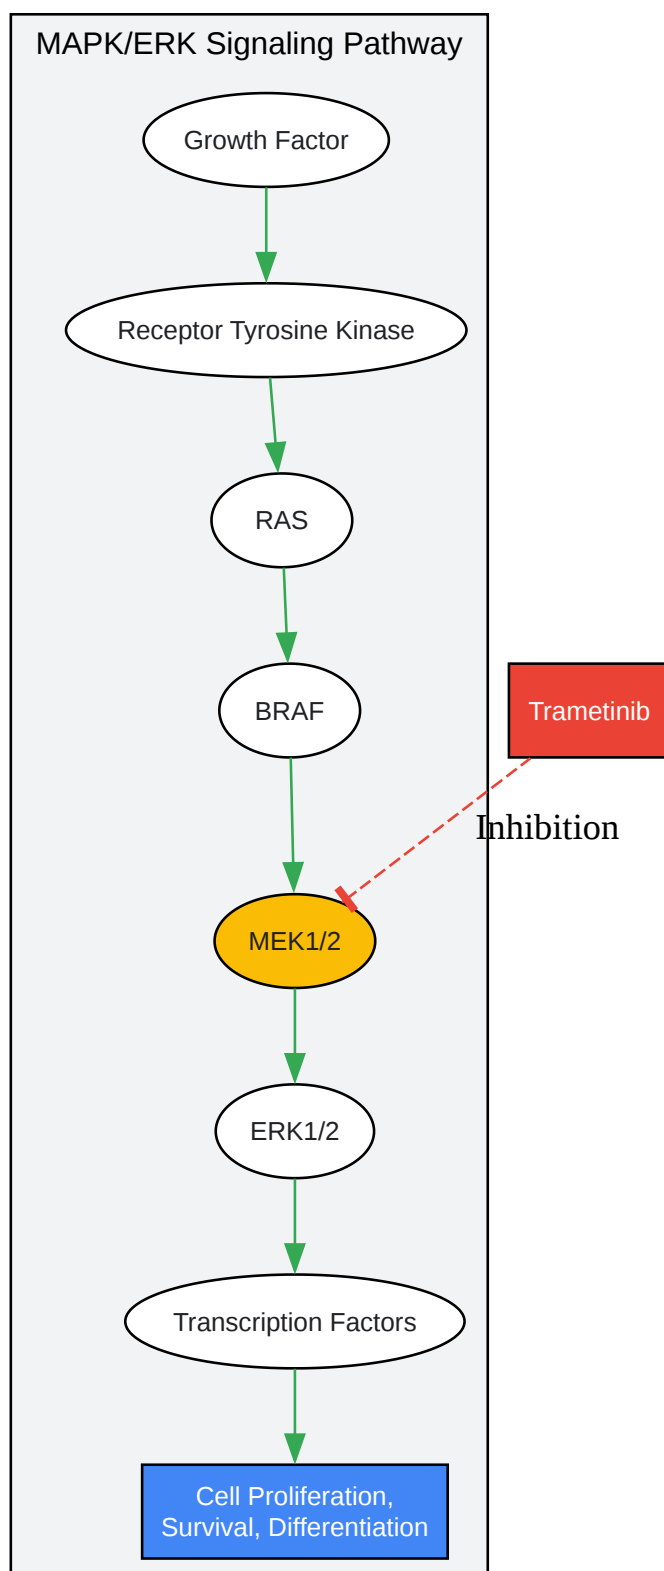 MAPK/ERK Signaling Pathway
Growth Factor
Receptor Tyrosine Kinase
RAS
BRAF
Trametinib
Inhibition
MEK1/2
ERK1/2
Transcription Factors
Cell Proliferation,
Survival, Differentiation